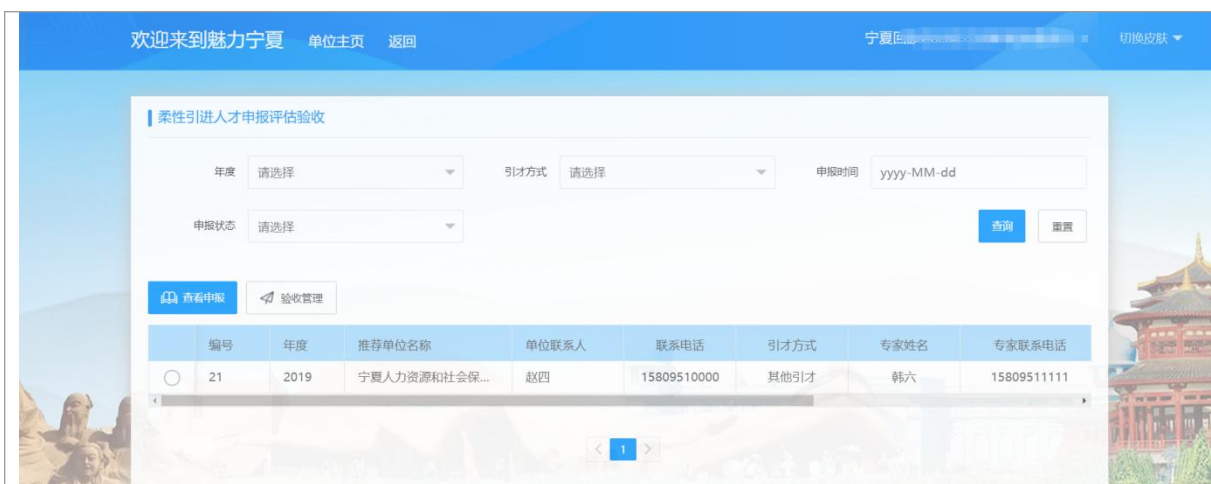 欢迎来到魅力宁夏 单位主页 返回 宁夏回 切换皮肤
柔性引进人才申报评估验收
年度 请选择 引才方式 请选择 申报时间 yyyy-MM-dd
申报状态 请选择 查询 重置
查看申报 验收管理
编号 年度 推荐单位名称 单位联系人 联系电话 引才方式 专家姓名 专家联系电话
21 2019 宁夏人力资源和社会保... 赵四 15809510000 其他引才 韩六 15809511111
1